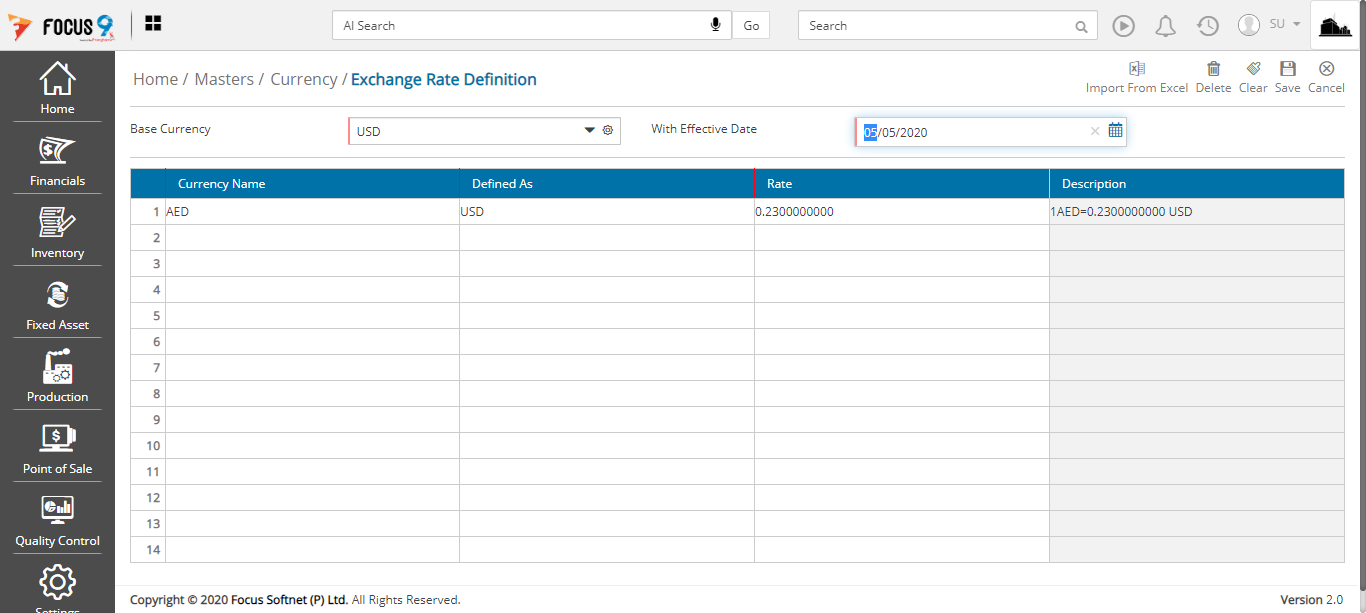 FOCUS 9
AI Search
Go
Search
SU
Home
Financials
Inventory
Fixed Asset
Production
Point of Sale
Quality Control
Settings
Home / Masters / Currency / Exchange Rate Definition
Import From Excel Delete Clear Save Cancel
Base Currency USD With Effective Date 05/05/2020
Currency Name Defined As Rate Description
1 AED USD 0.2300000000 1AED=0.2300000000 USD
2
3
4
5
6
7
8
9
10
11
12
13
14
Copyright © 2020 Focus Softnet (P) Ltd. All Rights Reserved. Version 2.0